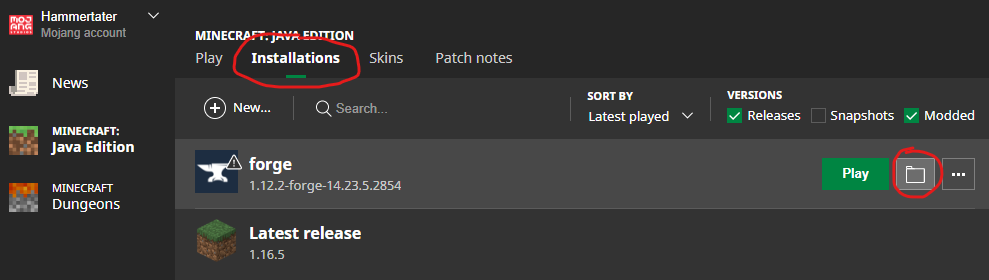 MOJANG
STUDIOS
Hammertater
Mojang account
News
MINECRAFT:
Java Edition
MINECRAFT
Dungeons
MINECRAFT: JAVA EDITION
Play Installations Skins Patch notes
New... Search...
SORT BY
Latest played
VERSIONS
Releases Snapshots Modded
forge
1.12.2-forge-14.23.5.2854
Play
Latest release
1.16.5